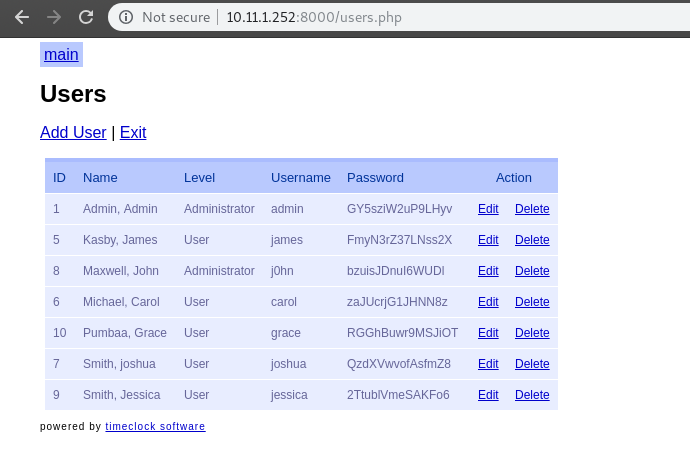 Not secure | 10.11.1.252:8000/users.php
main
Users
Add User | Exit
ID Name Level Username Password Action
1 Admin, Admin Administrator admin GY5sziW2uP9LHyv Edit Delete
5 Kasby, James User james FmyN3rZ37LNss2X Edit Delete
8 Maxwell, John Administrator j0hn bzuisJDnuI6WUDl Edit Delete
6 Michael, Carol User carol zaJUcrjG1JHNN8z Edit Delete
10 Pumbaa, Grace User grace RGGhBuwr9MSJiOT Edit Delete
7 Smith, joshua User joshua QzdXVwvofAsfmZ8 Edit Delete
9 Smith, Jessica User jessica 2TtublVmeSAKFo6 Edit Delete
powered by timeclock software